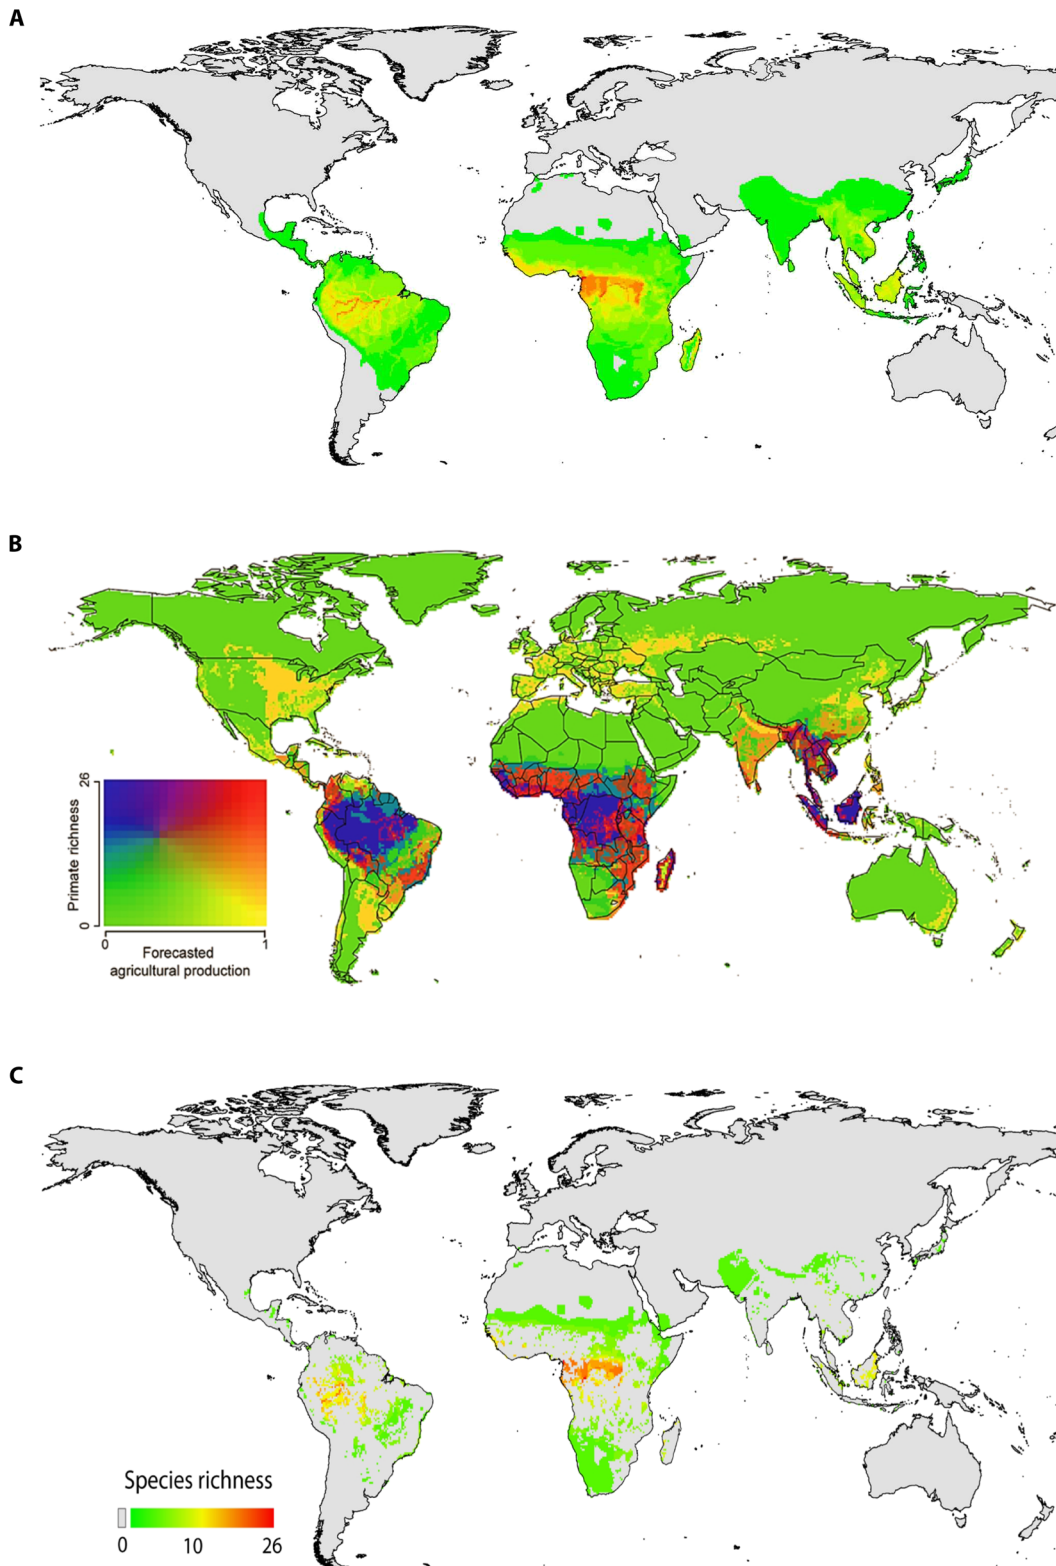 A
B
26
Primate richness
0
0
1
Forecasted
agricultural production
C
Species richness
0
10
26